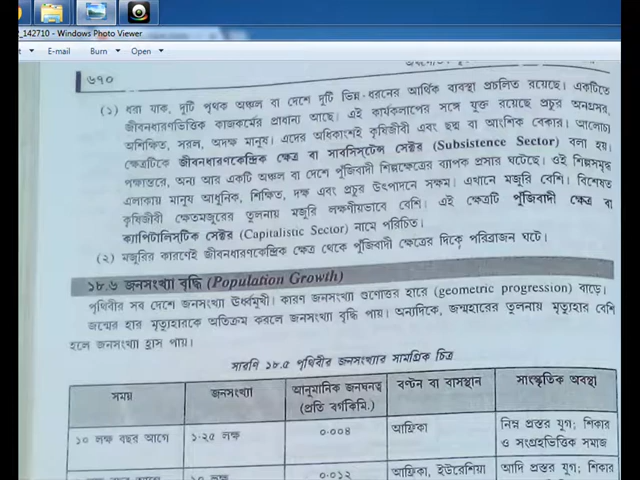 _142710 - Windows Photo Viewer
E-mail Burn Open
৬৭০
(১) ধরা যাক, দুটি পৃথক অঞ্চল বা দেশে দুটি ভিন্ন-ধরনের আর্থিক ব্যবস্থা প্রচলিত রয়েছে। একটিতে
জীবনধারণভিত্তিক কাজকর্মের প্রাধান্য আছে। এই কার্যকলাপের সঙ্গে যুক্ত রয়েছে প্রচুর অনগ্রসর,
অশিক্ষিত, সরল, অদক্ষ মানুষ। এদের অধিকাংশই কৃষিজীবী এবং ছদ্ম বা আংশিক বেকার। আলোচ্য
ক্ষেত্রটিকে জীবনধারণকেন্দ্রিক ক্ষেত্র বা সাবসিস্টেন্স সেক্টর (Subsistence Sector) বলা হয়।
পক্ষান্তরে, অন্য আর একটি অঞ্চল বা দেশে পুঁজিবাদী শিল্পক্ষেত্রের ব্যাপক প্রসার ঘটেছে। ওই শিল্পসমৃদ্ধ
এলাকায় মানুষ আধুনিক, শিক্ষিত, দক্ষ এবং প্রচুর উৎপাদনে সক্ষম। এখানে মজুরি বেশি। বিশেষত
কৃষিজীবী ক্ষেতমজুরের তুলনায় মজুরি লক্ষণীয়ভাবে বেশি। এই ক্ষেত্রটি পুঁজিবাদী ক্ষেত্র বা
ক্যাপিটালিস্টিক সেক্টর (Capitalistic Sector) নামে পরিচিত।
(২) মজুরির কারণেই জীবনধারণকেন্দ্রিক ক্ষেত্র থেকে পুঁজিবাদী ক্ষেত্রের দিকে পরিব্রাজন ঘটে।
১৮.৬ জনসংখ্যা বৃদ্ধি (Population Growth)
পৃথিবীর সব দেশে জনসংখ্যা ঊর্ধ্বমুখী। কারণ জনসংখ্যা গুণোত্তর হারে (geometric progression) বাড়ে।
জন্মের হার মৃত্যুহারকে অতিক্রম করলে জনসংখ্যা বৃদ্ধি পায়। অন্যদিকে, জন্মহারের তুলনায় মৃত্যুহার বেশি
হলে জনসংখ্যা হ্রাস পায়।
সারণি ১৮.৫ পৃথিবীর জনসংখ্যার সামগ্রিক চিত্র
সময় জনসংখ্যা আনুমানিক জনঘনত্ব বণ্টন বা বাসস্থান সাংস্কৃতিক অবস্থা
(প্রতি বর্গকিমি.)
১০ লক্ষ বছর আগে ১.২৫ লক্ষ ০.০০৪ আফ্রিকা নিম্ন প্রস্তর যুগ; শিকার
ও সংগ্রহভিত্তিক সমাজ
০.০১২ আফ্রিকা, ইউরেশিয়া আদি প্রস্তর যুগ; শিকার